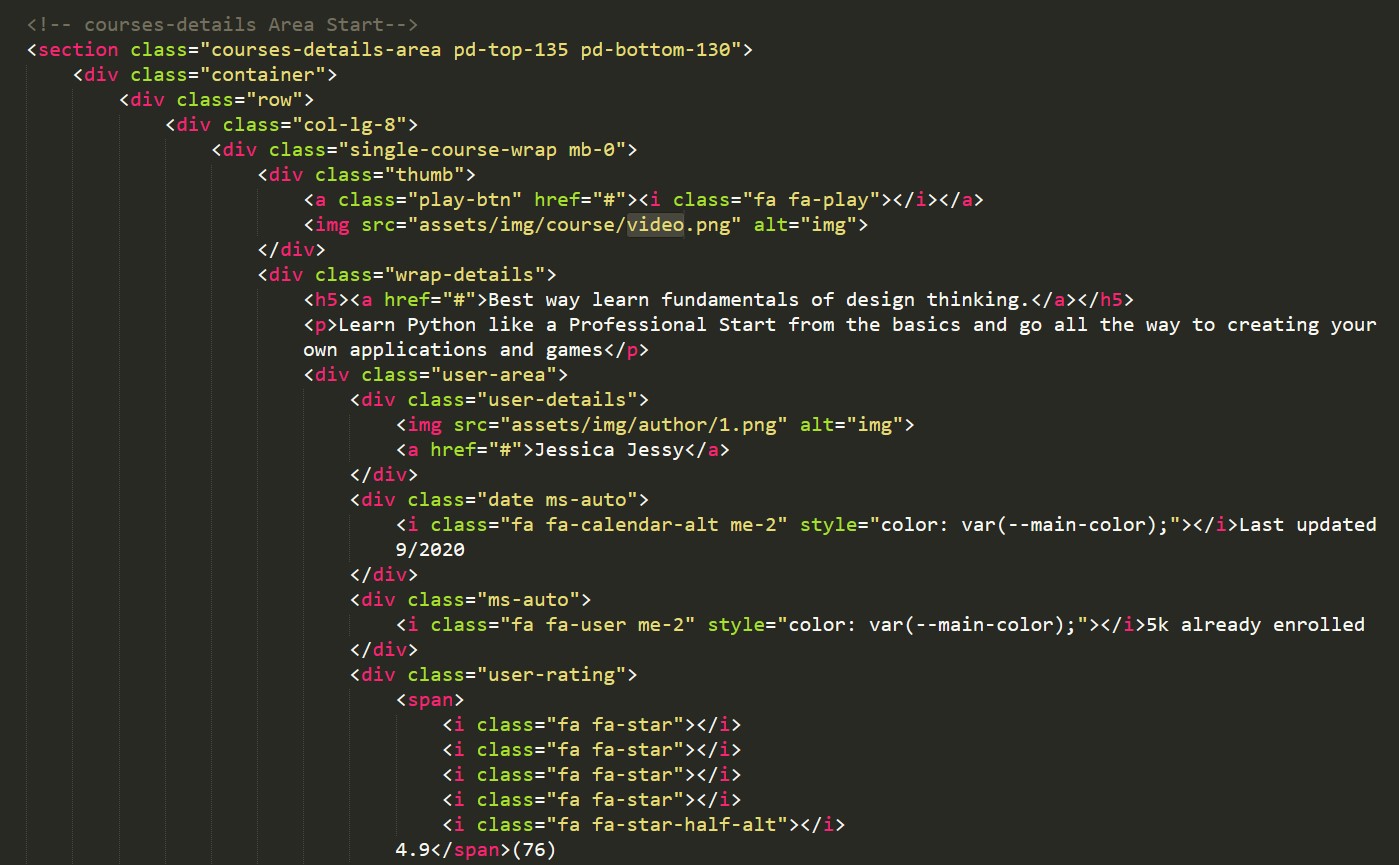 <!-- courses-details Area Start-->
<section class="courses-details-area pd-top-135 pd-bottom-130">
<div class="container">
<div class="row">
<div class="col-lg-8">
<div class="single-course-wrap mb-0">
<div class="thumb">
<a class="play-btn" href="#"><i class="fa fa-play"></i></a>
<img src="assets/img/course/video.png" alt="img">
</div>
<div class="wrap-details">
<h5><a href="#">Best way learn fundamentals of design thinking.</a></h5>
<p>Learn Python like a Professional Start from the basics and go all the way to creating your
own applications and games</p>
<div class="user-area">
<div class="user-details">
<img src="assets/img/author/1.png" alt="img">
<a href="#">Jessica Jessy</a>
</div>
<div class="date ms-auto">
<i class="fa fa-calendar-alt me-2" style="color: var(--main-color);"></i>Last updated
9/2020
</div>
<div class="ms-auto">
<i class="fa fa-user me-2" style="color: var(--main-color);"></i>5k already enrolled
</div>
<div class="user-rating">
<span>
<i class="fa fa-star"></i>
<i class="fa fa-star"></i>
<i class="fa fa-star"></i>
<i class="fa fa-star"></i>
<i class="fa fa-star-half-alt"></i>
4.9</span>(76)